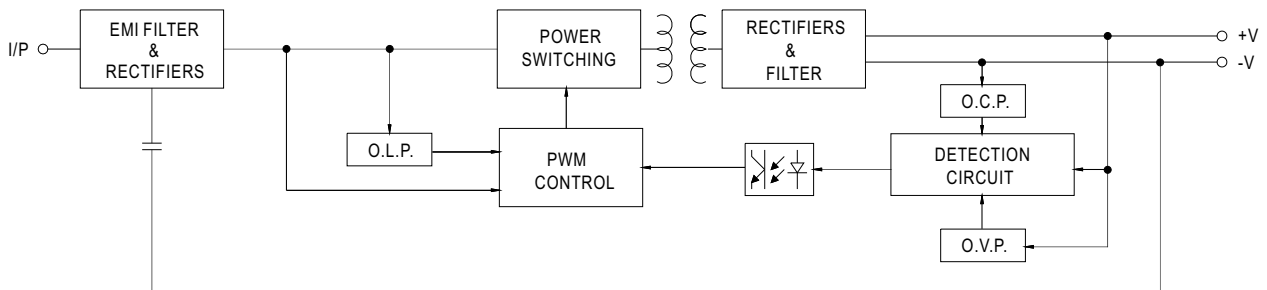 I/P
EMI FILTER
&
RECTIFIERS
POWER
SWITCHING
RECTIFIERS
&
FILTER
+V
-V
O.C.P.
O.L.P.
PWM
CONTROL
DETECTION
CIRCUIT
O.V.P.